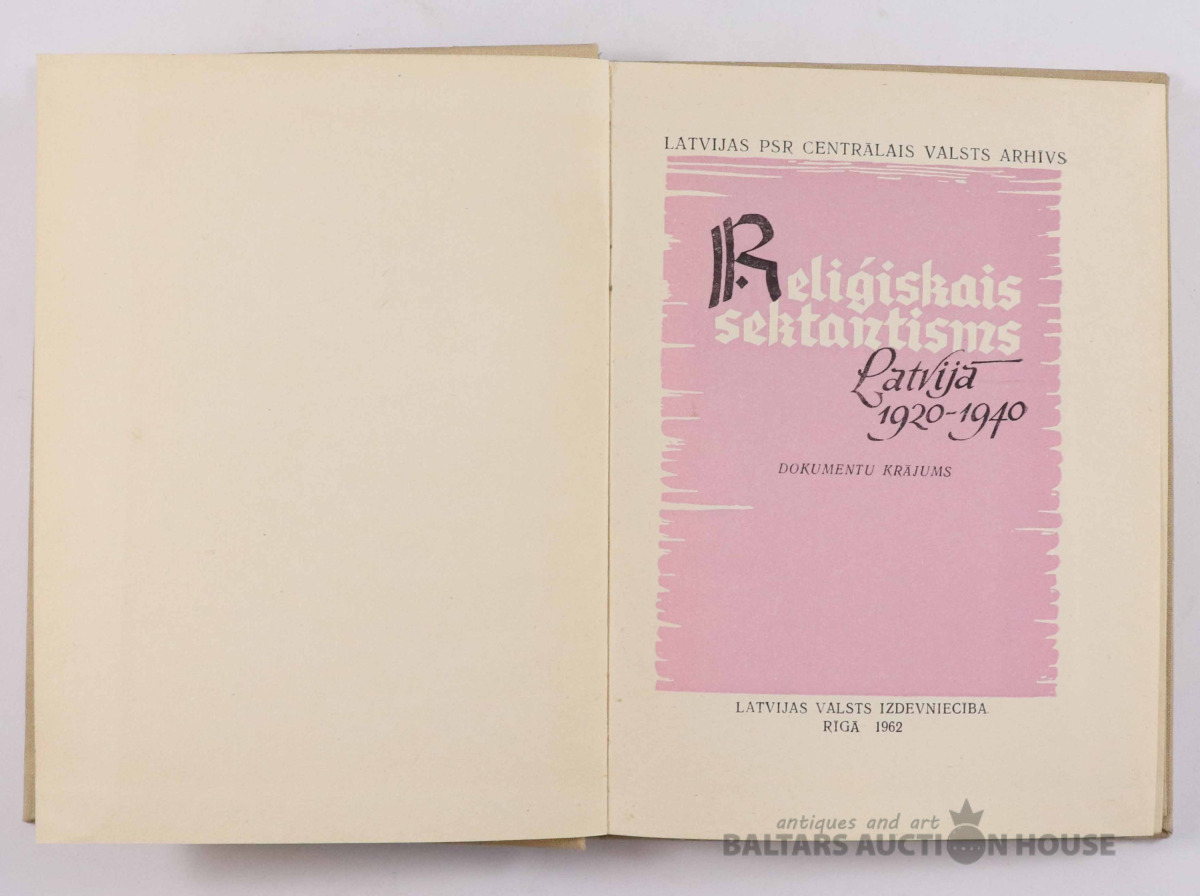 LATVIJAS PSR CENTRĀLAIS VALSTS ARHĪVS
Reliģiskais
sektantisms
Latvijā
1920-1940
DOKUMENTU KRĀJUMS
LATVIJAS VALSTS IZDEVNIECĪBA
RĪGĀ 1962
antiques and art
BALTARS AUCTION HOUSE